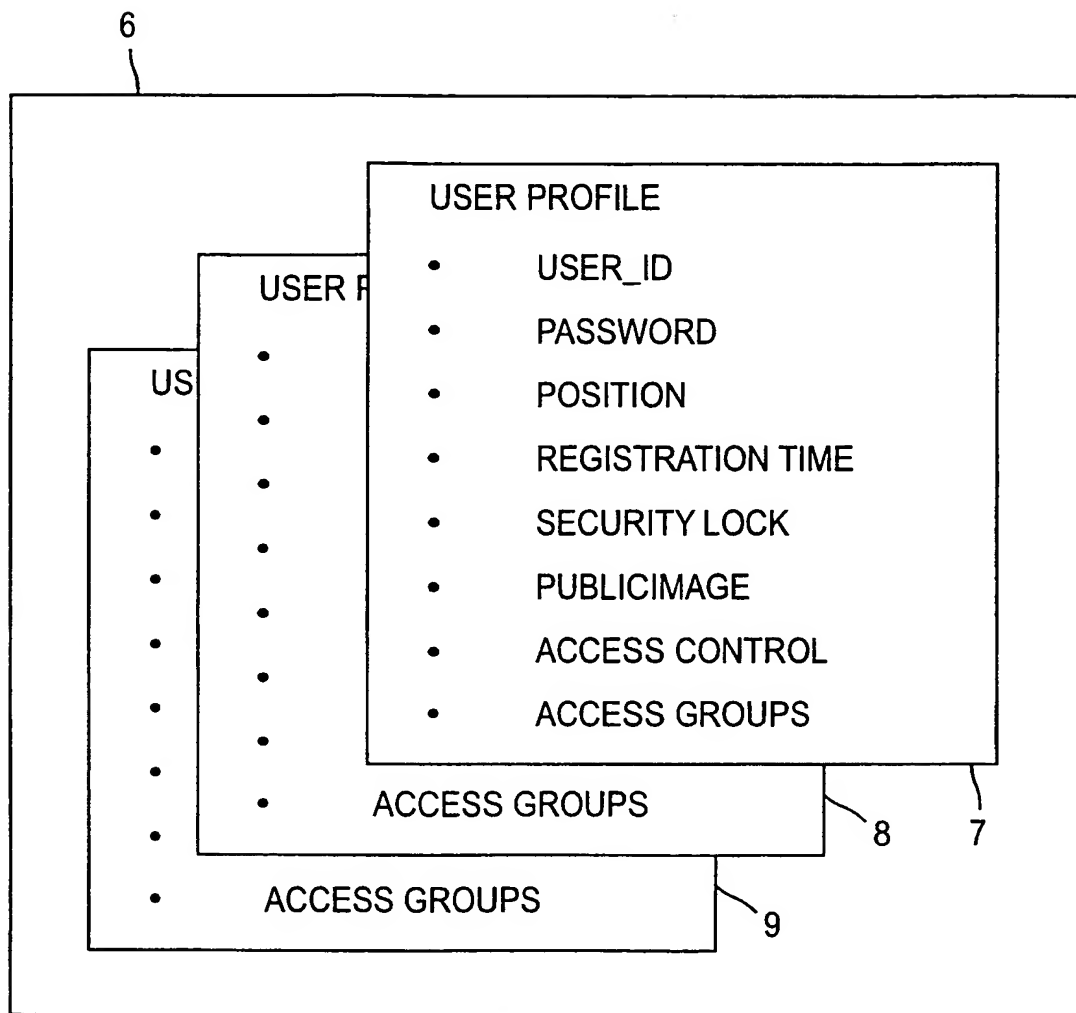 6
USER PROFILE
• USER_ID
• PASSWORD
• POSITION
• REGISTRATION TIME
• SECURITY LOCK
• PUBLICIMAGE
• ACCESS CONTROL
• ACCESS GROUPS
7
USER
•
•
•
•
•
•
•
• ACCESS GROUPS
8
US
•
•
•
•
•
•
•
• ACCESS GROUPS
9